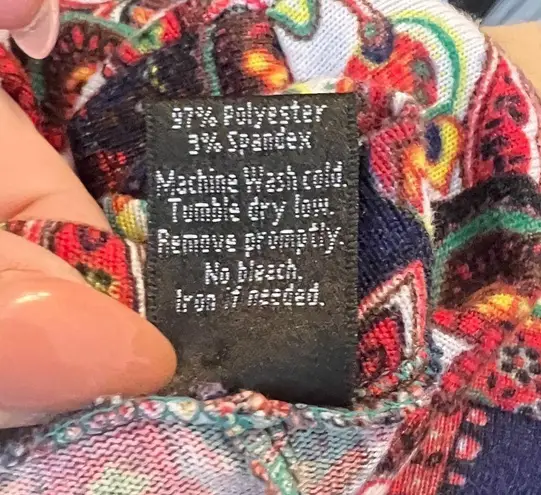 97% Polyester
3% Spandex
Machine Wash cold.
Tumble dry low.
Remove promptly.
No bleach.
Iron if needed.